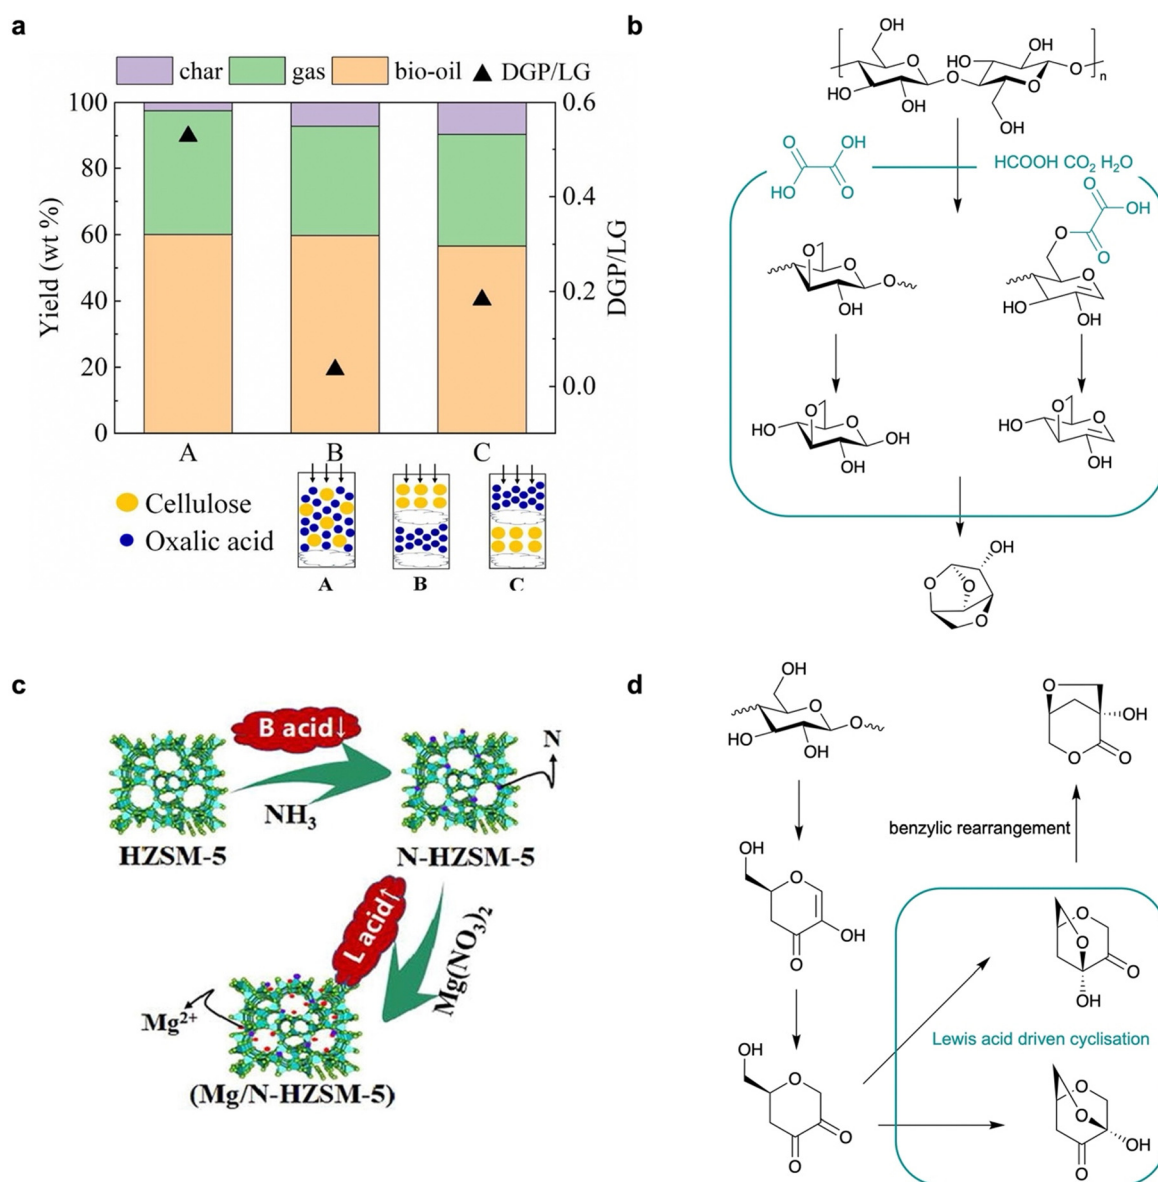 a
char gas bio-oil DGP/LG
100
80
60
40
20
0
Yield (wt %)
0.6
0.4
0.2
0.0
DGP/LG
A B C
Cellulose
Oxalic acid
A B C
b
OH
HO
OH
O
O
HO
OH
O
O
n
OH
O
OH
HO
O
HCOOH CO2 H2O
O
OH
O
O
O
O
O
O
OH
O
HO
OH
O
HO
O
OH
OH
O
HO
O
OH
OH
O
O
O
c
B acid↓
NH3
N
HZSM-5
N-HZSM-5
L acid↑
Mg(NO3)2
Mg2+
(Mg/N-HZSM-5)
d
OH
O
O
HO
OH
O
OH
O
O
benzylic rearrangement
OH
O
OH
O
O
O
O
OH
Lewis acid driven cyclisation
OH
O
O
O
O
O
O
OH